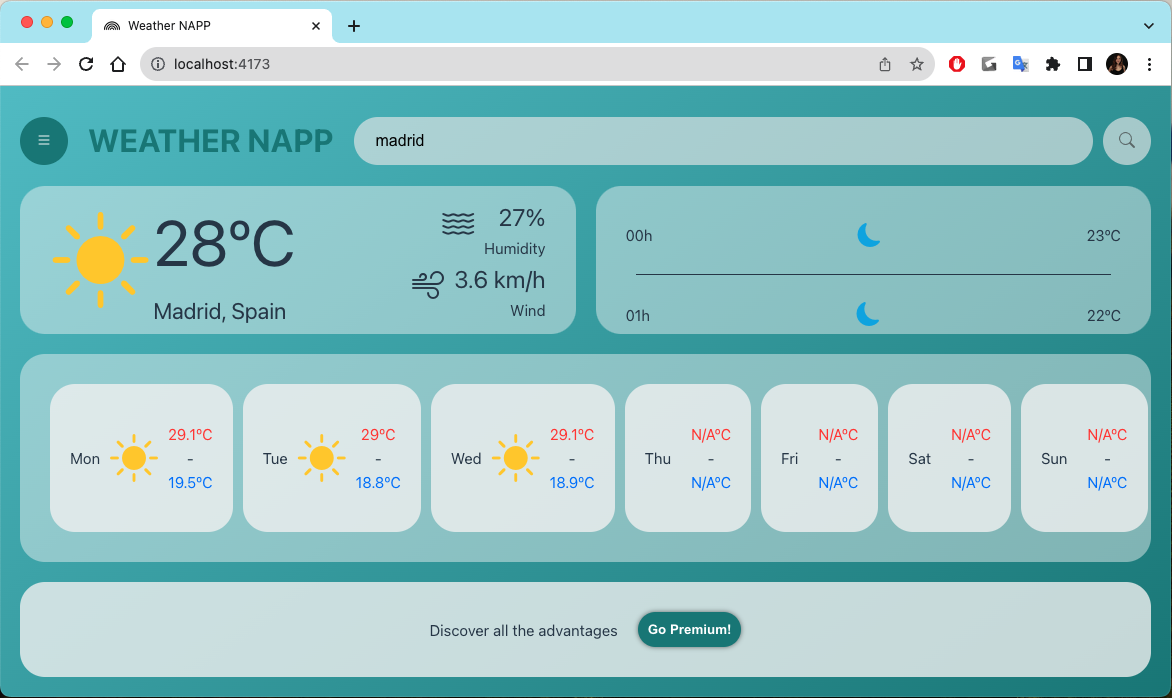 Weather NAPP
localhost:4173
WEATHER NAPP
madrid
28ºC
Madrid, Spain
27%
Humidity
3.6 km/h
Wind
00h 23ºC
01h 22ºC
Mon 29.1ºC - 19.5ºC
Tue 29ºC - 18.8ºC
Wed 29.1ºC - 18.9ºC
Thu N/AºC - N/AºC
Fri N/AºC - N/AºC
Sat N/AºC - N/AºC
Sun N/AºC - N/AºC
Discover all the advantages Go Premium!